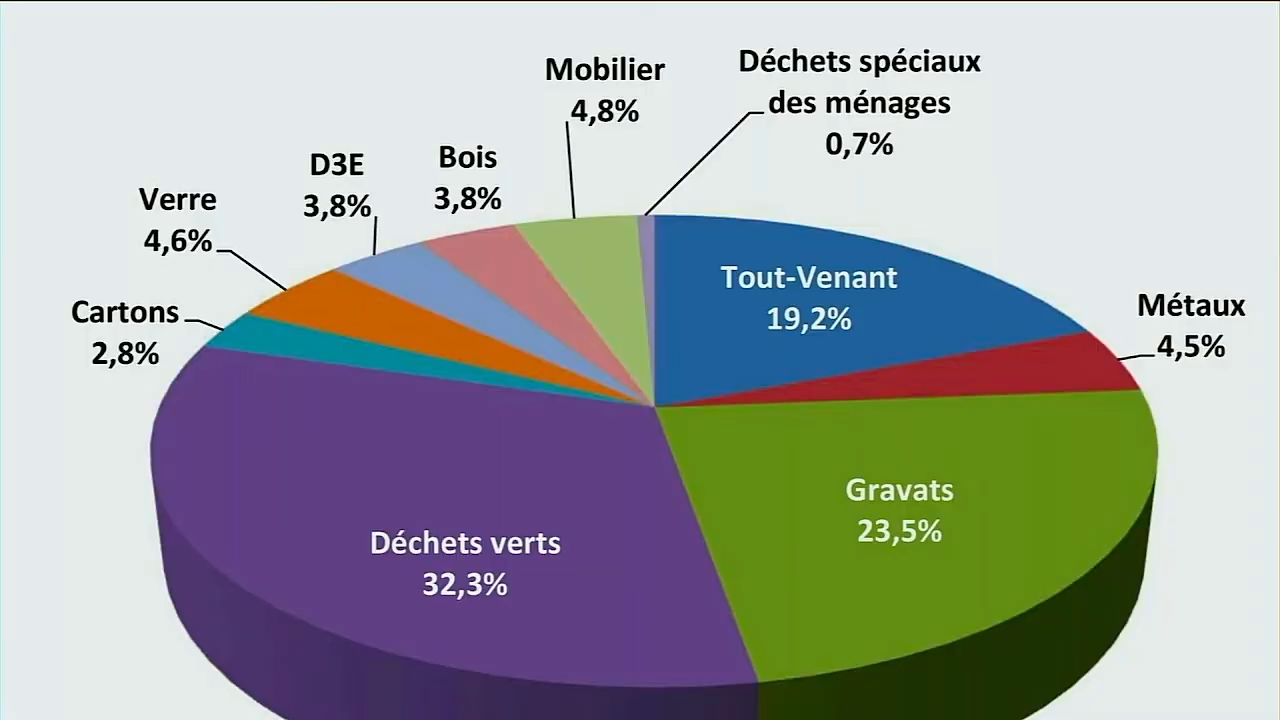 Mobilier
4,8%
Déchets spéciaux
des ménages
0,7%
D3E
3,8%
Bois
3,8%
Verre
4,6%
Cartons
2,8%
Tout-Venant
19,2%
Métaux
4,5%
Gravats
23,5%
Déchets verts
32,3%